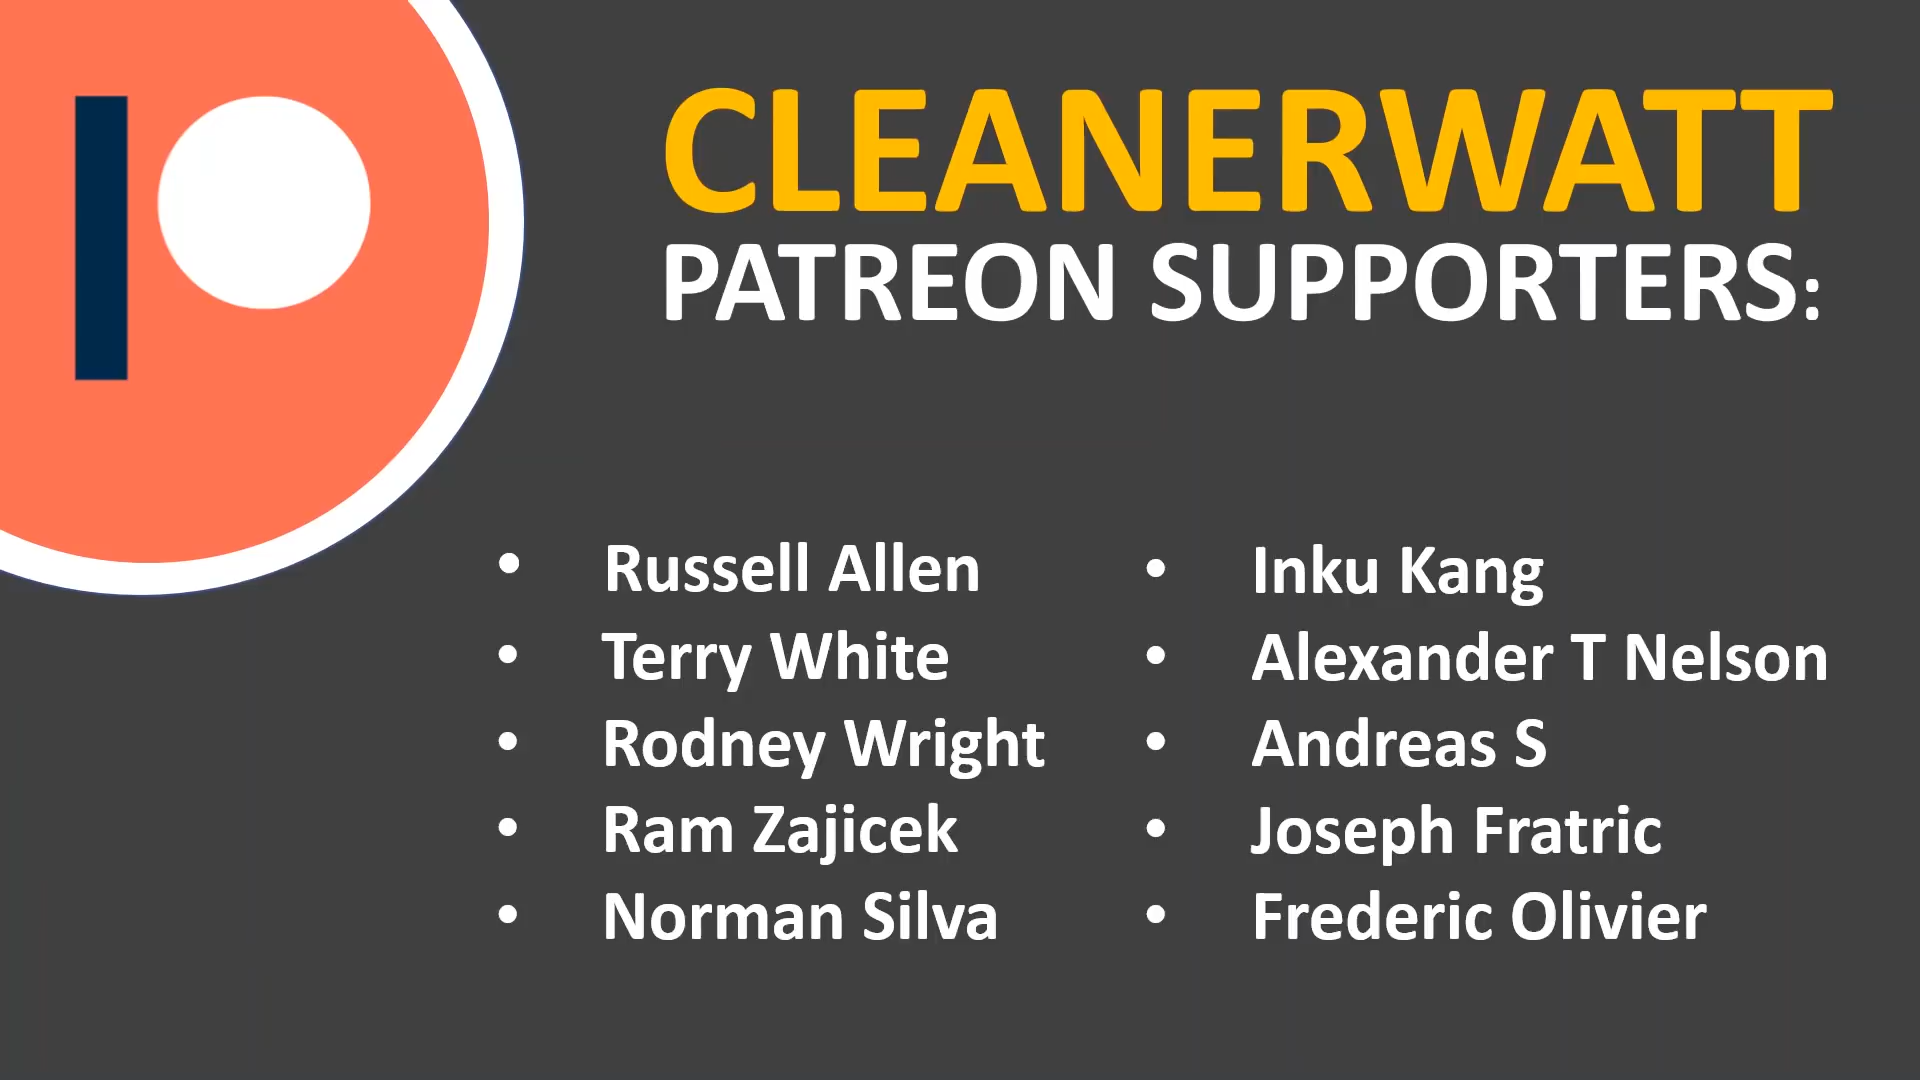 CLEANERWATT
PATREON SUPPORTERS:
• Russell Allen
• Terry White
• Rodney Wright
• Ram Zajicek
• Norman Silva
• Inku Kang
• Alexander T Nelson
• Andreas S
• Joseph Fratric
• Frederic Olivier